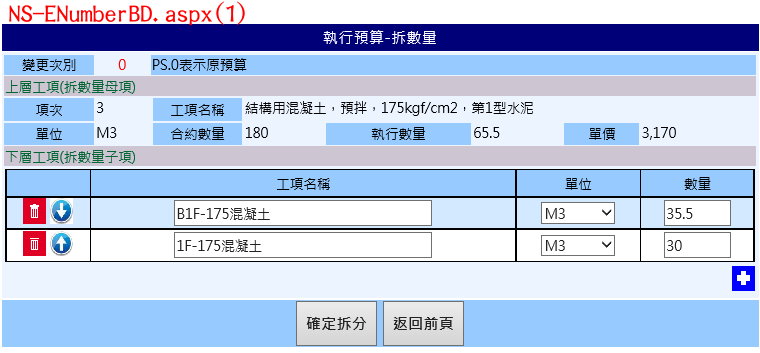 NS-ENumberBD.aspx(1)
執行預算-拆數量
變更次別 0 PS.0表示原預算
上層工項(拆數量母項)
項次 3 工項名稱 結構用混凝土，預拌，175kgf/cm2，第1型水泥
單位 M3 合約數量 180 執行數量 65.5 單價 3,170
下層工項(拆數量子項)
工項名稱 單位 數量
B1F-175混凝土 M3 35.5
1F-175混凝土 M3 30
確定拆分 返回前頁